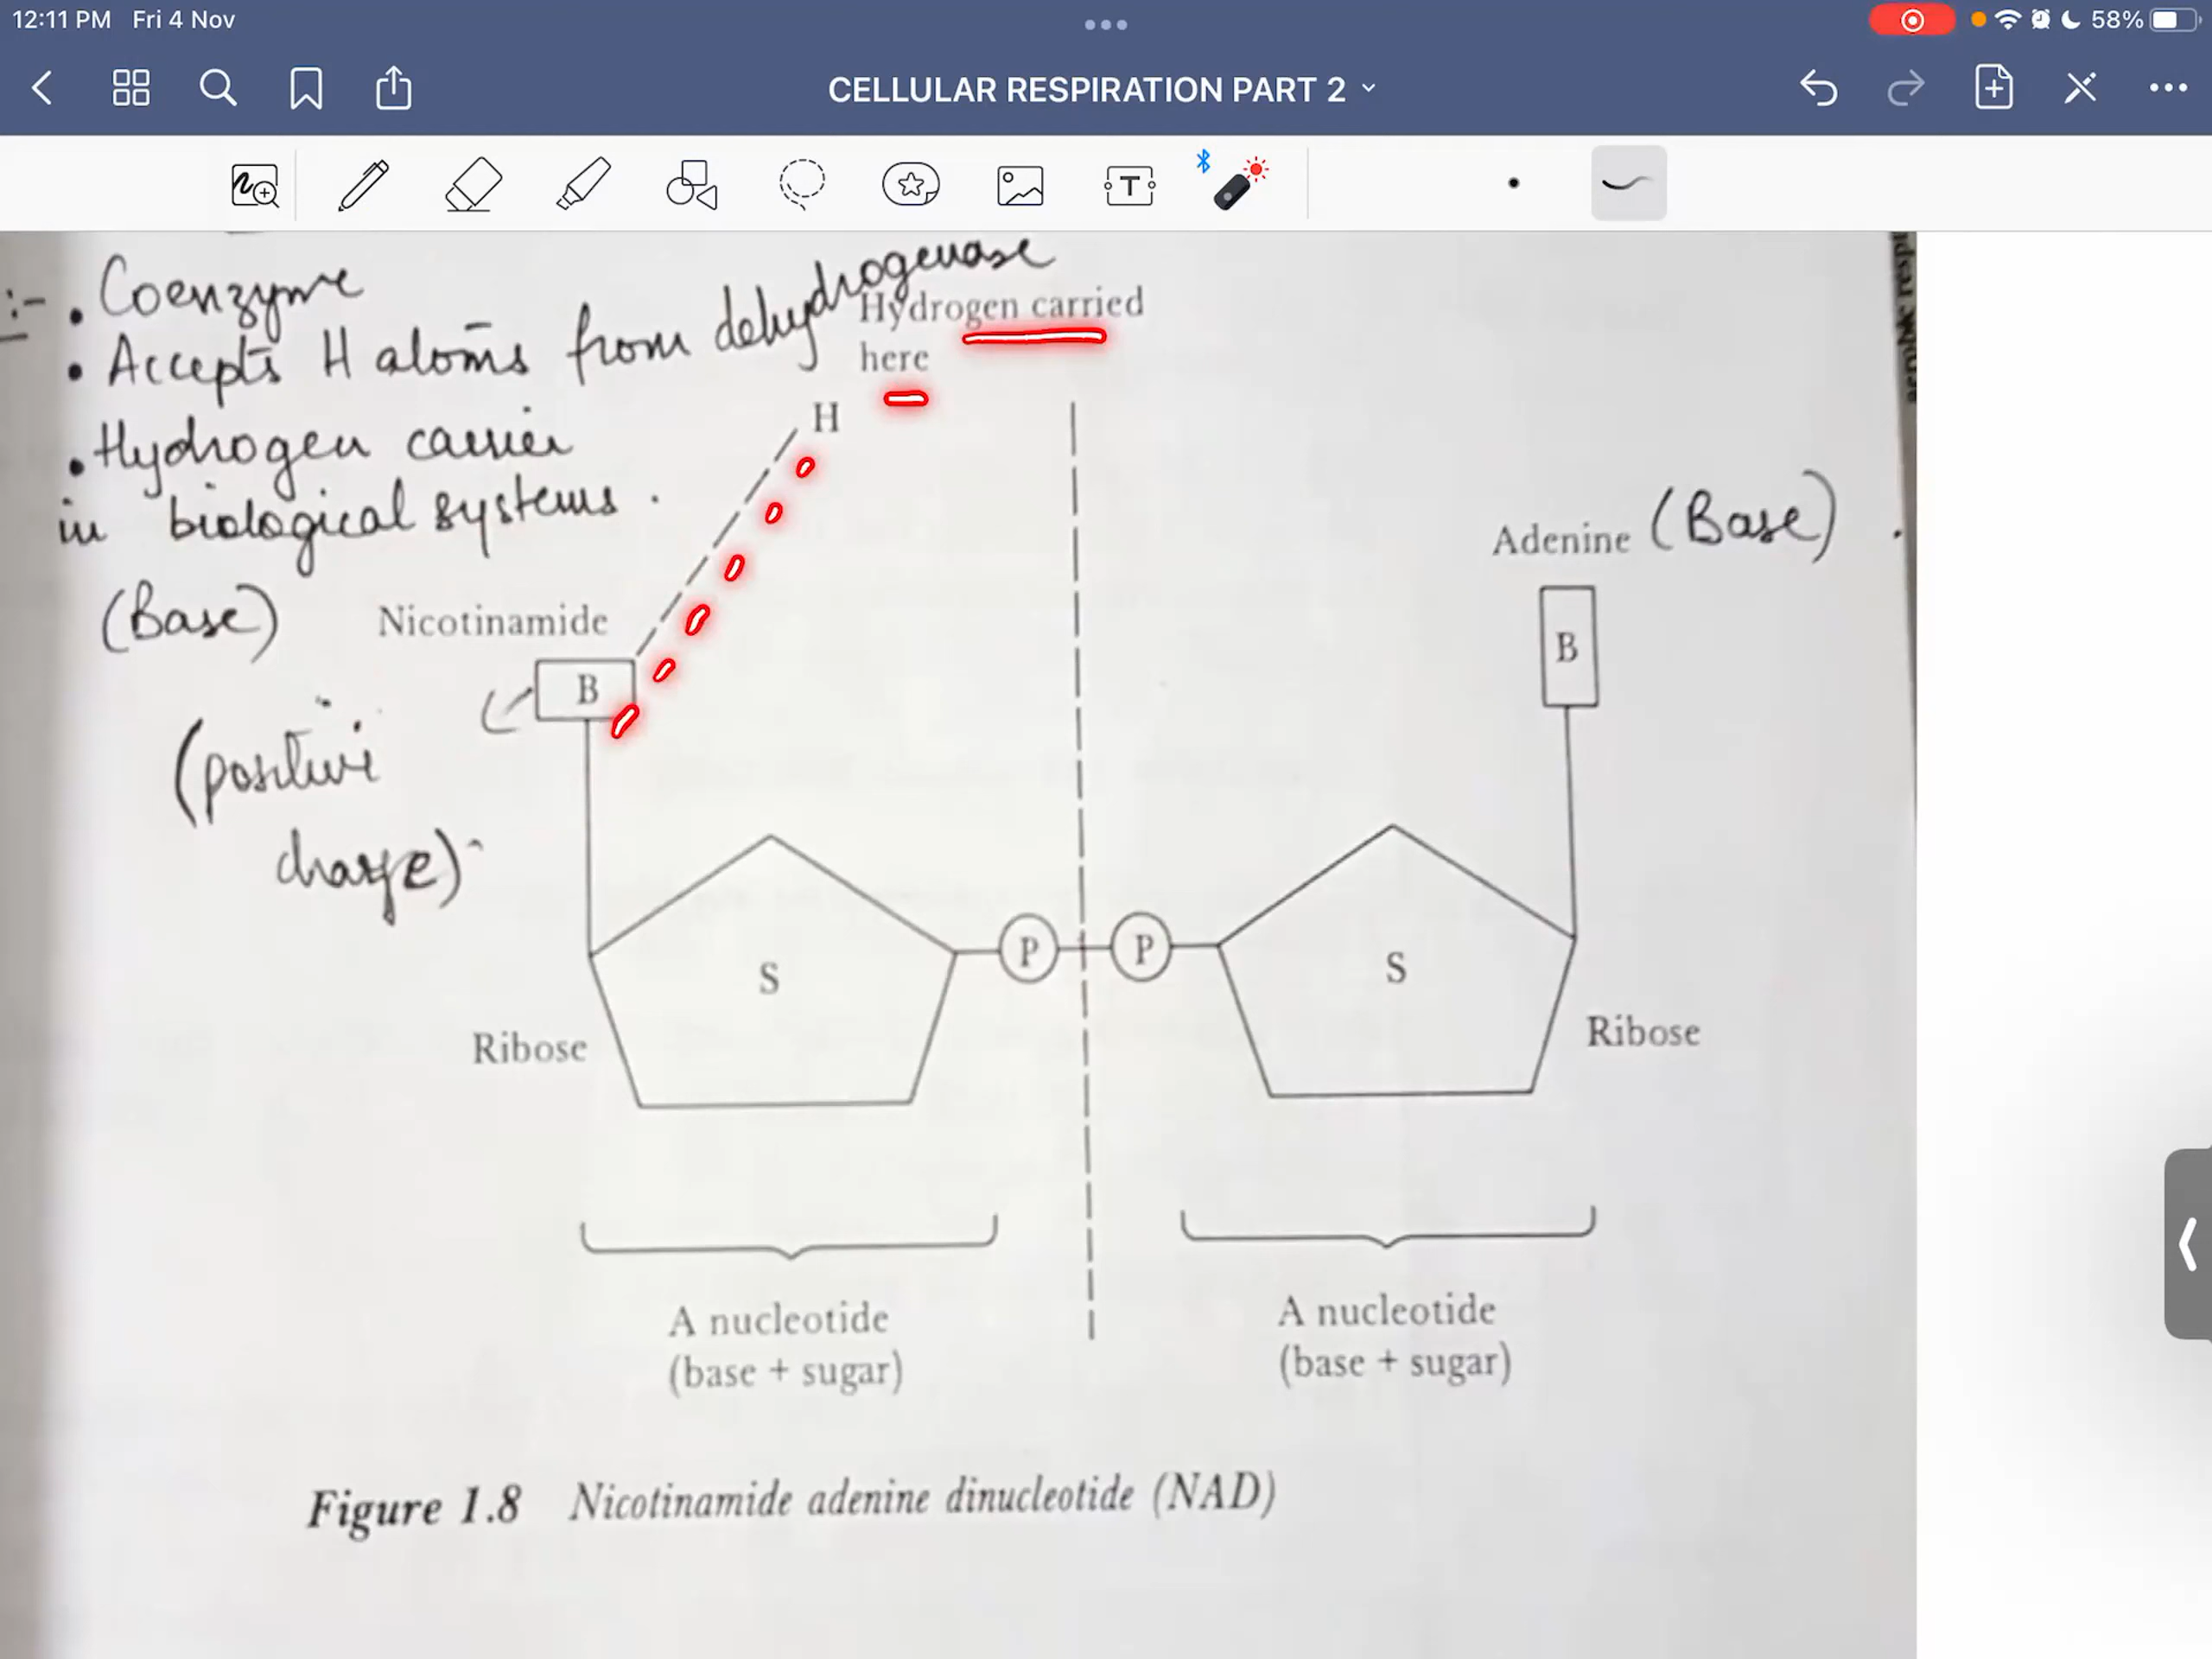 12:11 PM Fri 4 Nov
58%
CELLULAR RESPIRATION PART 2
T
:- • Coenzyme
• Accepts H atoms from dehydrogenase
Hydrogen carried
here
H
• Hydrogen carrier
in biological systems.
Adenine (Base).
(Base) Nicotinamide
B
B
(positive
charge)
S
P
P
S
Ribose
Ribose
A nucleotide
(base + sugar)
A nucleotide
(base + sugar)
Figure 1.8 Nicotinamide adenine dinucleotide (NAD)